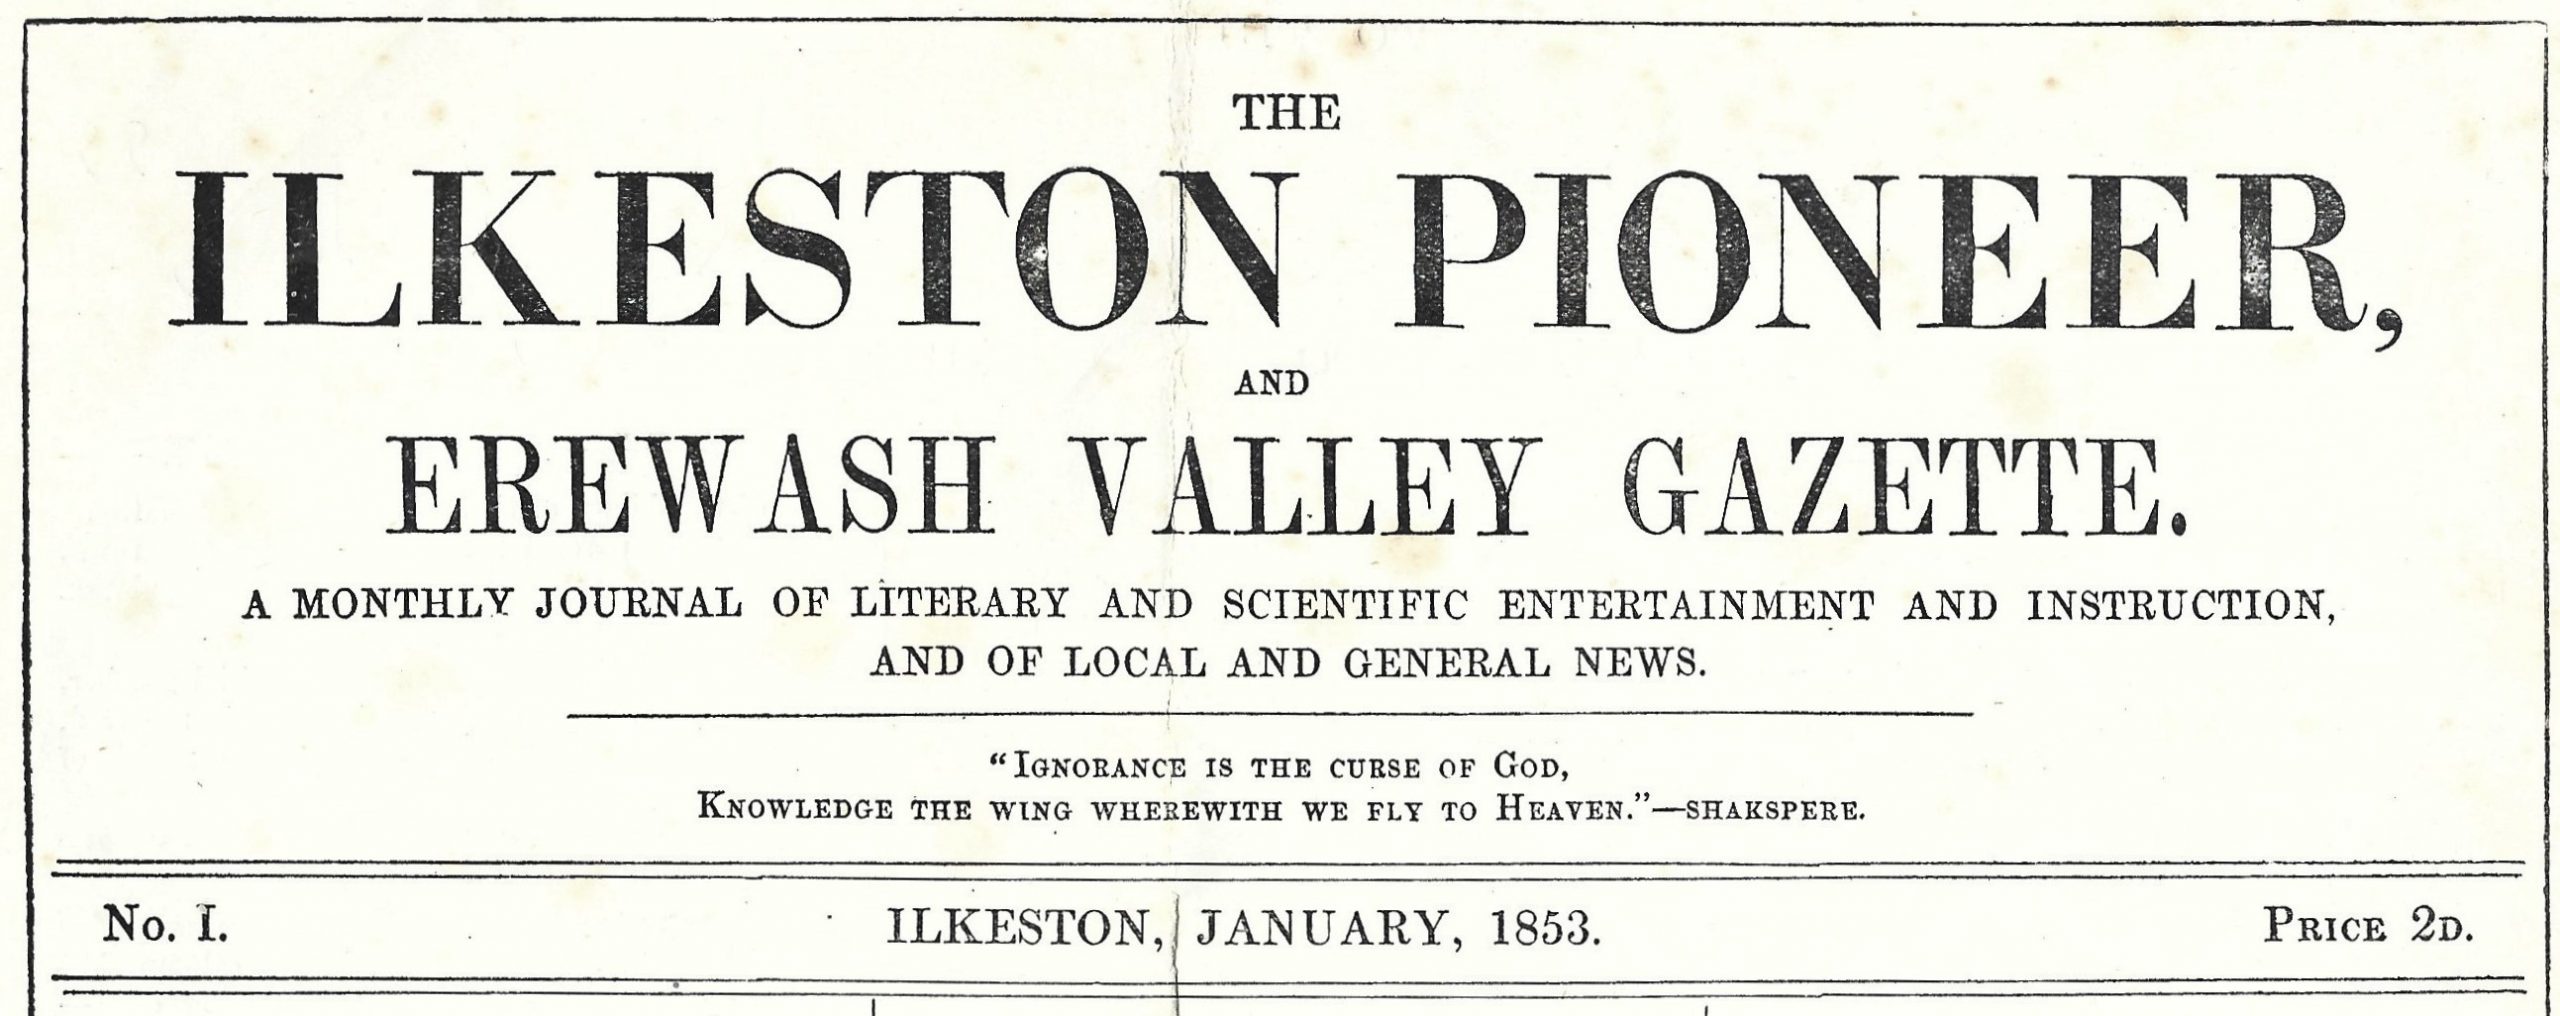 THE
ILKESTON PIONEER,
AND
EREWASH VALLEY GAZETTE.
A MONTHLY JOURNAL OF LITERARY AND SCIENTIFIC ENTERTAINMENT AND INSTRUCTION,
AND OF LOCAL AND GENERAL NEWS.
"IGNORANCE IS THE CURSE OF GOD,
KNOWLEDGE THE WING WHEREWITH WE FLY TO HEAVEN."—SHAKSPERE.
No. I. ILKESTON, JANUARY, 1853. PRICE 2D.